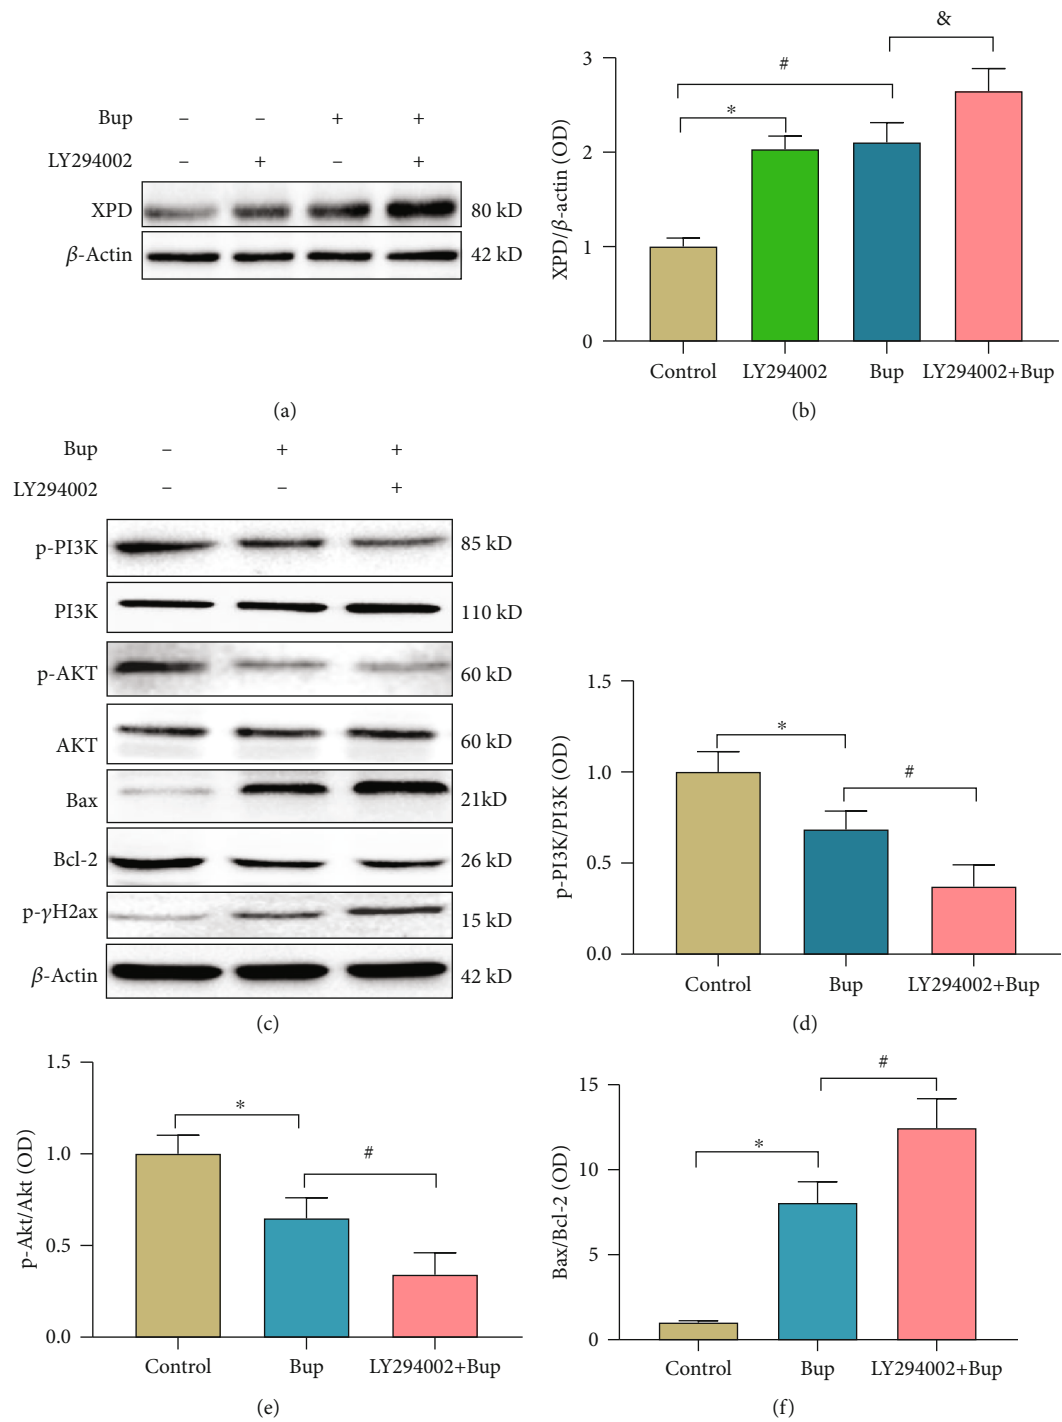 Bup – – + +
LY294002 – + – +
XPD 80 kD
β-Actin 42 kD
(a)
XPD/β-actin (OD)
3
2
1
0
*
#
&
Control LY294002 Bup LY294002+Bup
(b)
Bup – + +
LY294002 – – +
p-PI3K 85 kD
PI3K 110 kD
p-AKT 60 kD
AKT 60 kD
Bax 21kD
Bcl-2 26 kD
p-γH2ax 15 kD
β-Actin 42 kD
(c)
p-PI3K/PI3K (OD)
1.5
1.0
0.5
0.0
*
#
Control Bup LY294002+Bup
(d)
p-Akt/Akt (OD)
1.5
1.0
0.5
0.0
*
#
Control Bup LY294002+Bup
(e)
Bax/Bcl-2 (OD)
15
10
5
0
*
#
Control Bup LY294002+Bup
(f)